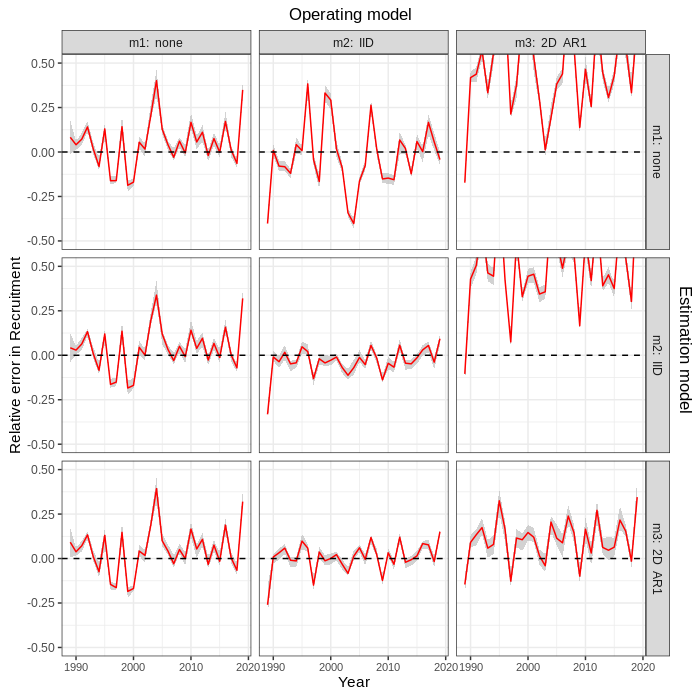 Operating model
m1: none
m2: IID
m3: 2D AR1
0.50
0.25
0.00
-0.25
-0.50
m1: none
0.50
0.25
0.00
-0.25
-0.50
m2: IID
0.50
0.25
0.00
-0.25
-0.50
m3: 2D AR1
Relative error in Recruitment
Estimation model
1990 2000 2010 2020
1990 2000 2010 2020
1990 2000 2010 2020
Year